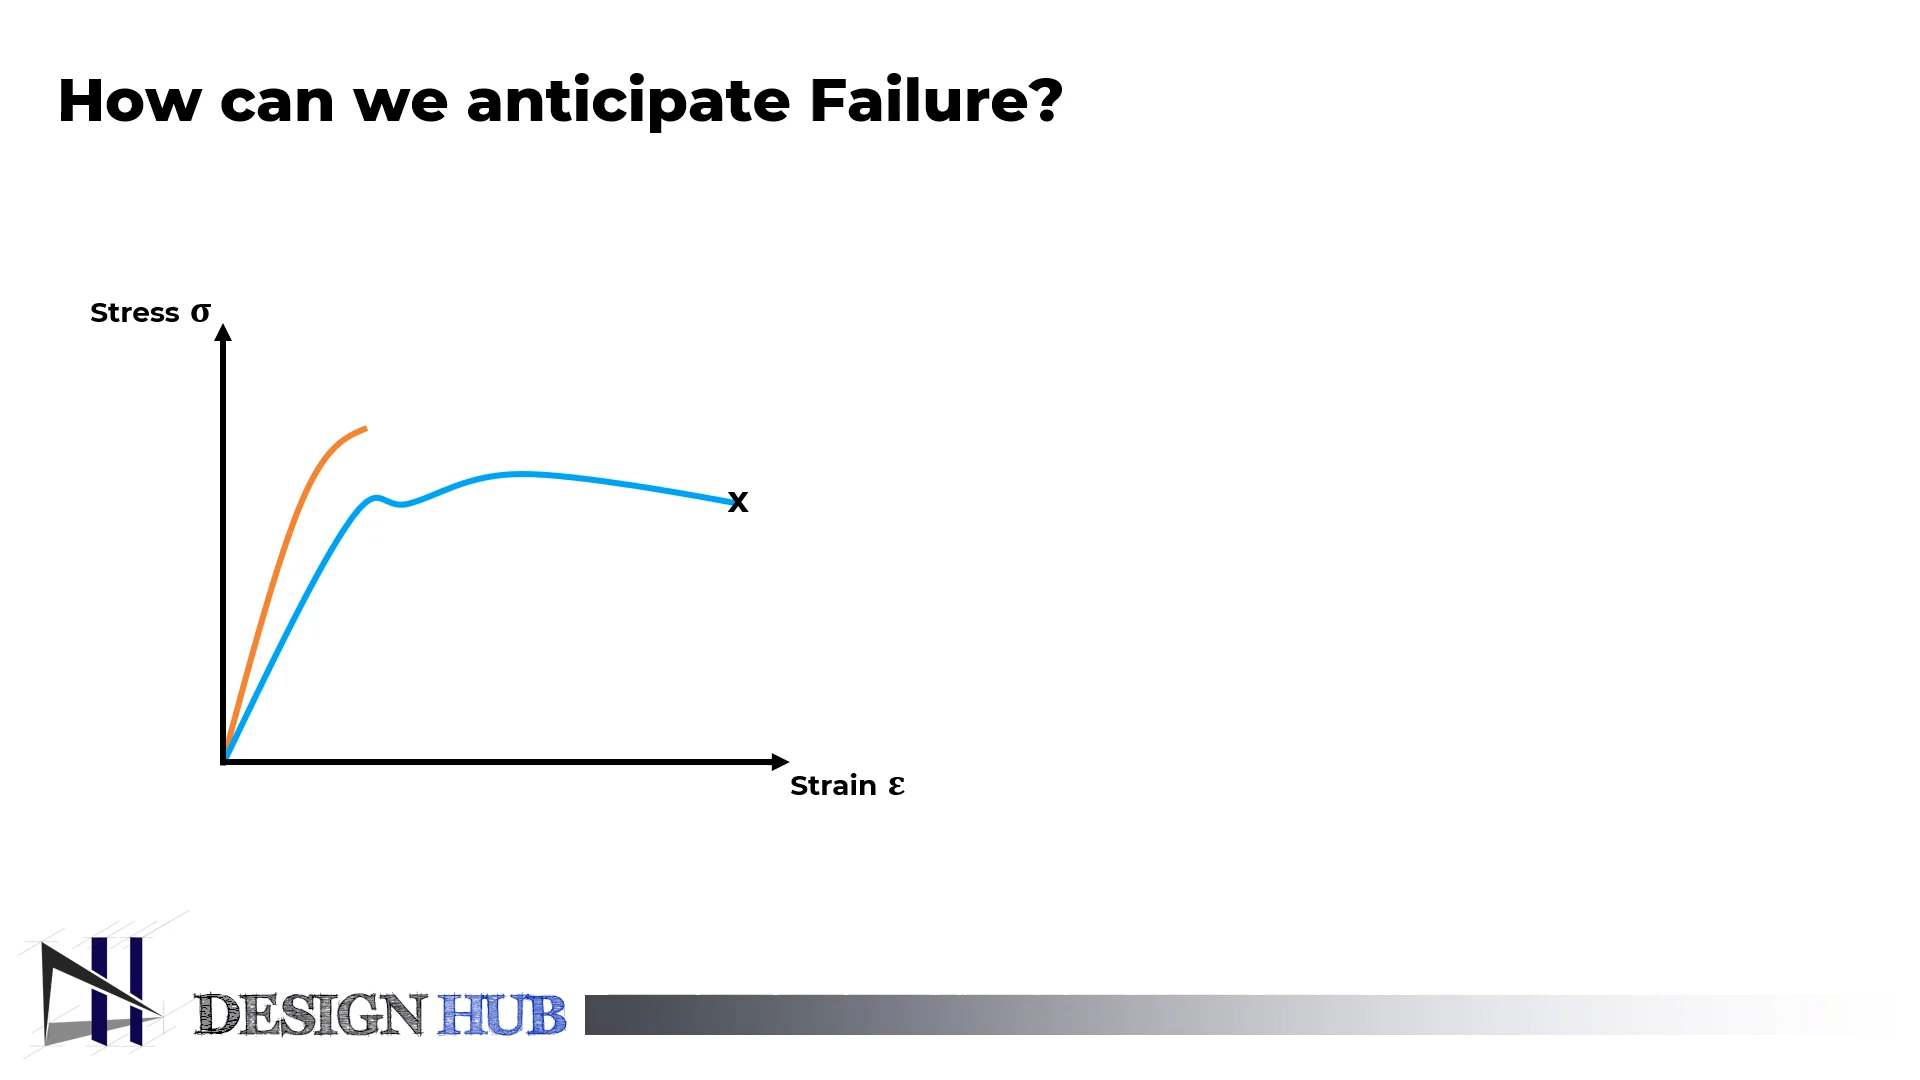 How can we anticipate Failure?
Stress σ
x
Strain ε
DESIGN HUB